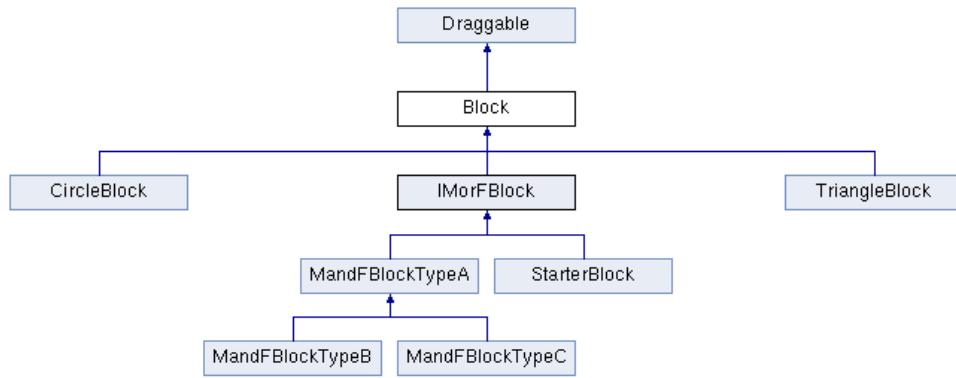 Draggable
Block
CircleBlock
IMorFBlock
TriangleBlock
MandFBlockTypeA
StarterBlock
MandFBlockTypeB
MandFBlockTypeC